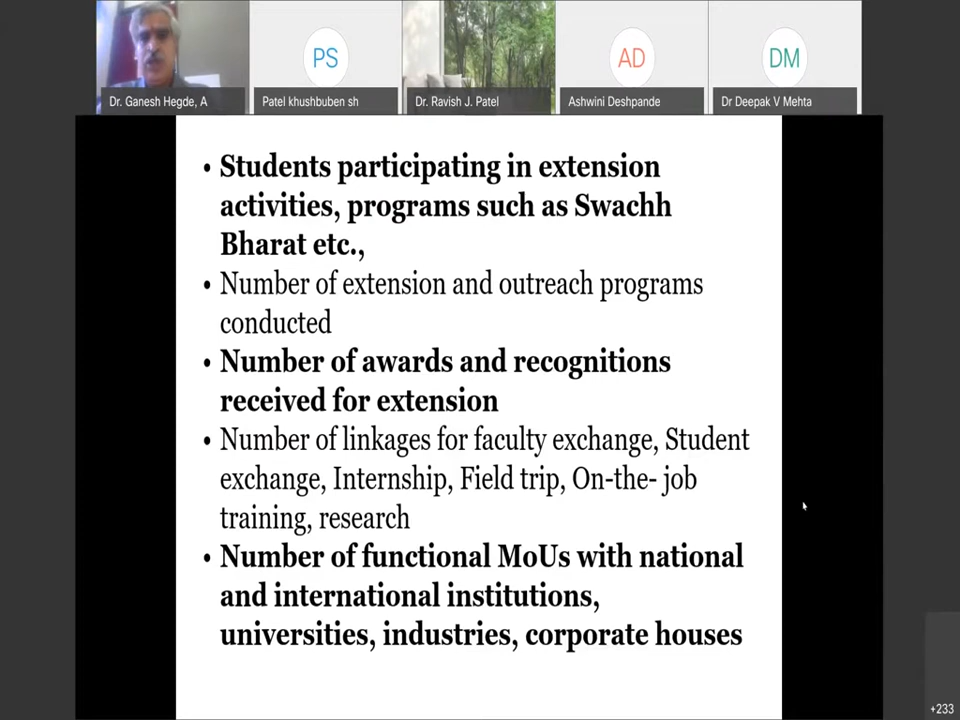 PS
AD
DM
Dr. Ganesh Hegde, A
Patel khushbuben sh
Dr. Ravish J. Patel
Ashwini Deshpande
Dr Deepak V Mehta
• Students participating in extension
activities, programs such as Swachh
Bharat etc.,
• Number of extension and outreach programs
conducted
• Number of awards and recognitions
received for extension
• Number of linkages for faculty exchange, Student
exchange, Internship, Field trip, On-the- job
training, research
• Number of functional MoUs with national
and international institutions,
universities, industries, corporate houses
+233